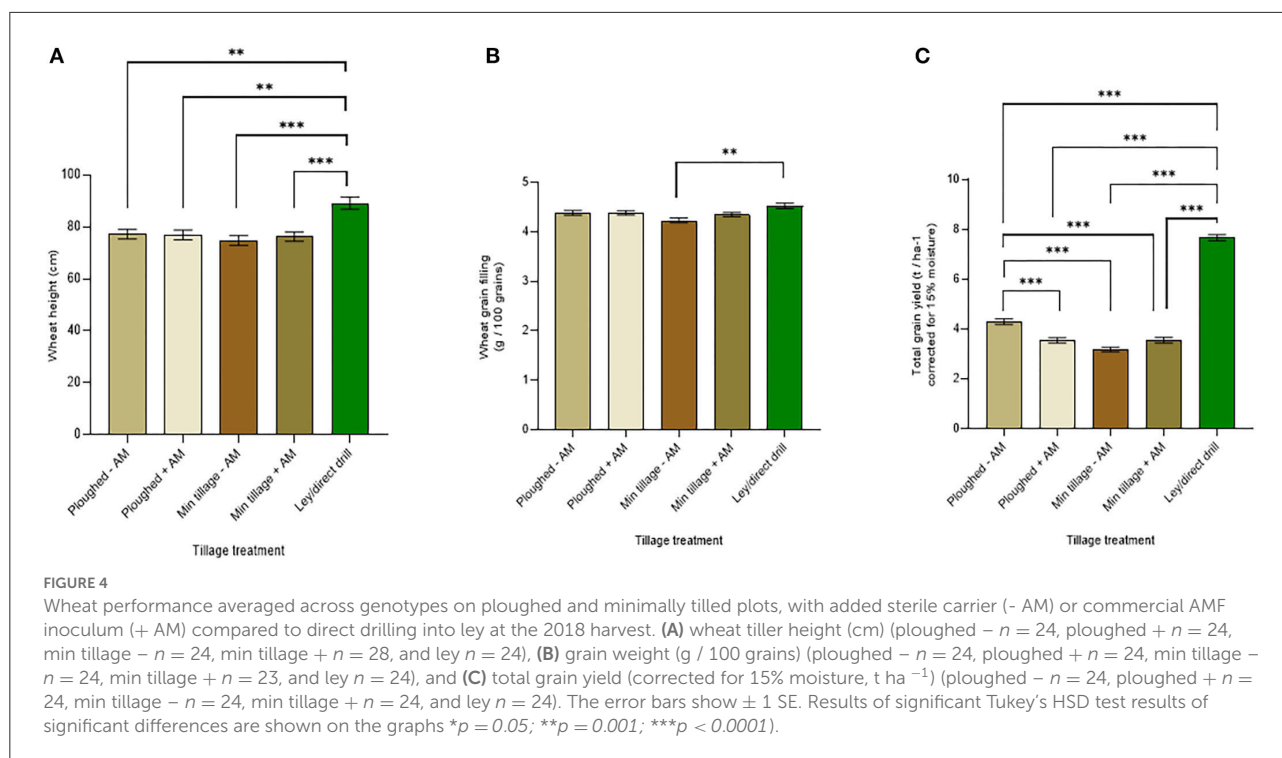 A
**
**
***
***
100
80
60
40
20
0
Wheat height (cm)
Ploughed - AM
Ploughed + AM
Min tillage - AM
Min tillage + AM
Ley/direct drill
Tillage treatment
B
**
5
4
3
2
1
0
Wheat grain filling
(g / 100 grains)
Ploughed - AM
Ploughed + AM
Min tillage - AM
Min tillage + AM
Ley/direct drill
Tillage treatment
C
***
***
***
***
***
***
***
10
8
6
4
2
0
Total grain yield (t / ha-1
corrected for 15% moisture)
Ploughed - AM
Ploughed + AM
Min tillage - AM
Min tillage + AM
Ley/direct drill
Tillage treatment
FIGURE 4
Wheat performance averaged across genotypes on ploughed and minimally tilled plots, with added sterile carrier (- AM) or commercial AMF
inoculum (+ AM) compared to direct drilling into ley at the 2018 harvest. (A) wheat tiller height (cm) (ploughed – n = 24, ploughed + n = 24,
min tillage – n = 24, min tillage + n = 28, and ley n = 24), (B) grain weight (g / 100 grains) (ploughed – n = 24, ploughed + n = 24, min tillage –
n = 24, min tillage + n = 23, and ley n = 24), and (C) total grain yield (corrected for 15% moisture, t ha ⁻¹) (ploughed – n = 24, ploughed + n =
24, min tillage – n = 24, min tillage + n = 24, and ley n = 24). The error bars show ± 1 SE. Results of significant Tukey's HSD test results of
significant differences are shown on the graphs *p = 0.05; **p = 0.001; ***p < 0.0001).